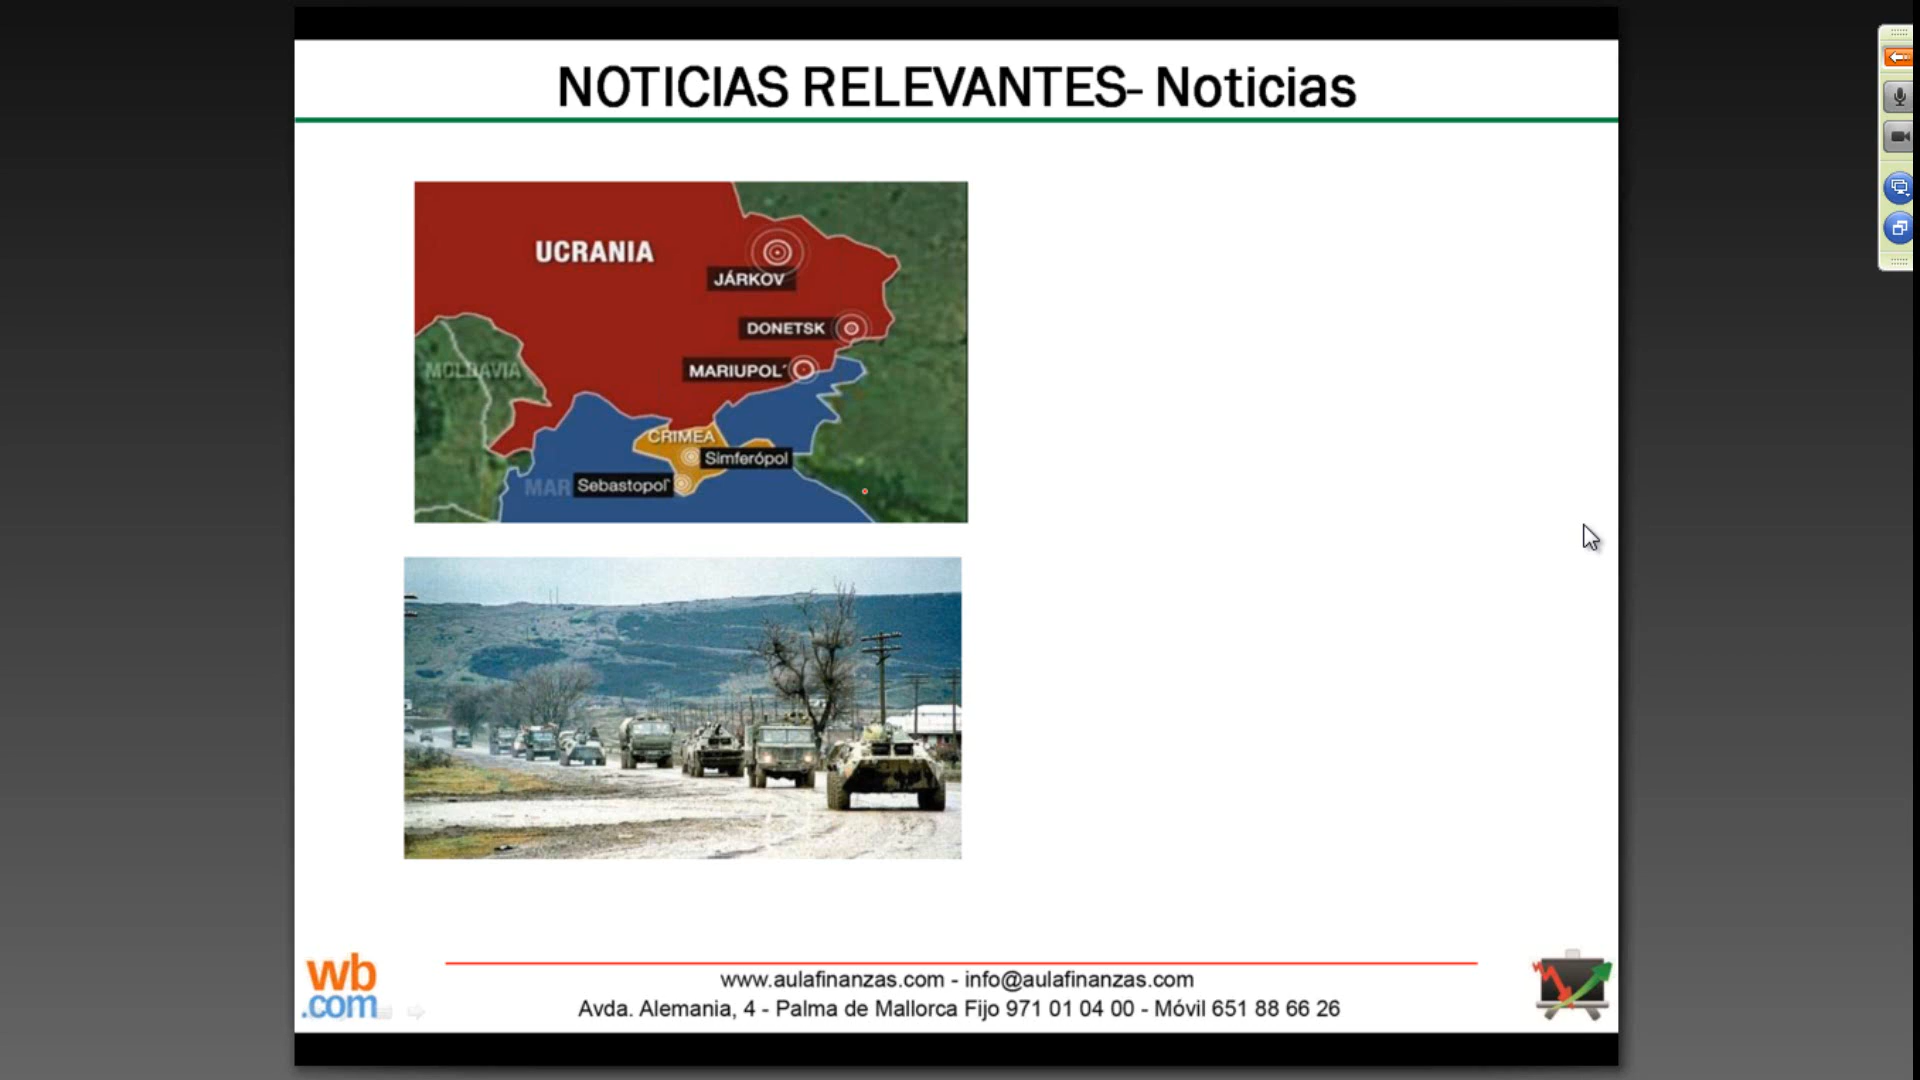 NOTICIAS RELEVANTES- Noticias
UCRANIA
JÁRKOV
DONETSK
MOLDAVIA
MARIUPOL´
CRIMEA
Simferópol
MAR
Sebastopol´
wb
.com
www.aulafinanzas.com - info@aulafinanzas.com
Avda. Alemania, 4 - Palma de Mallorca Fijo 971 01 04 00 - Móvil 651 88 66 26